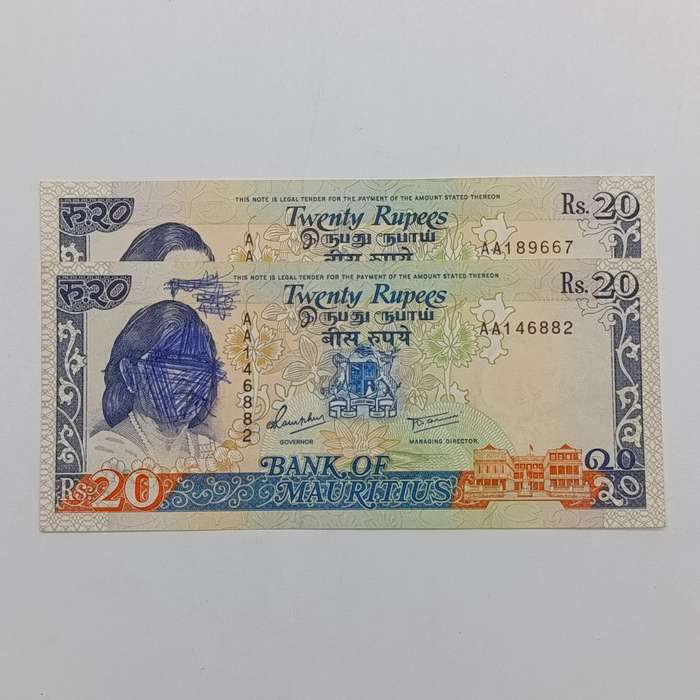 THIS NOTE IS LEGAL TENDER FOR THE PAYMENT OF THE AMOUNT STATED THEREON
रु.२०
Twenty Rupees
Rs. 20
AA189667
THIS NOTE IS LEGAL TENDER FOR THE PAYMENT OF THE AMOUNT STATED THEREON
रु.२०
Twenty Rupees
Rs. 20
இருபது ரூபாய்
AA146882
बीस रुपये
AA146882
GOVERNOR
MANAGING DIRECTOR
BANK OF
MAURITIUS
Rs. 20
२०